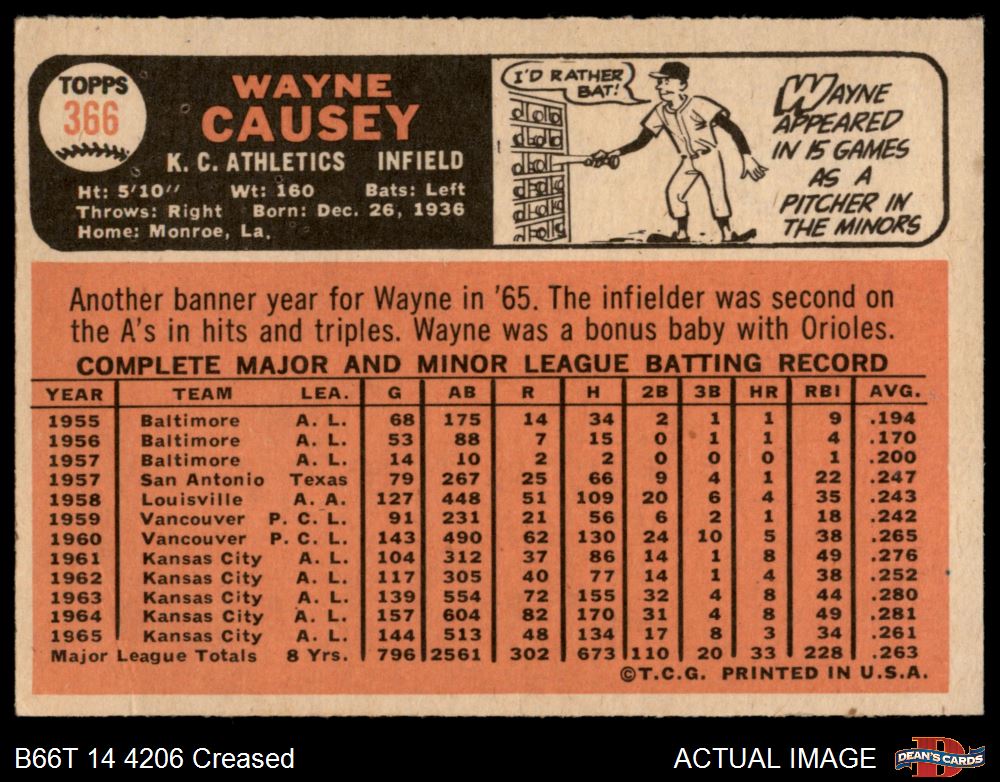 TOPPS
366
WAYNE
CAUSEY
K. C. ATHLETICS INFIELD
Ht: 5'10" Wt: 160 Bats: Left
Throws: Right Born: Dec. 26, 1936
Home: Monroe, La.
I'D RATHER
BAT!
WAYNE
APPEARED
IN 15 GAMES
AS A
PITCHER IN
THE MINORS
Another banner year for Wayne in '65. The infielder was second on
the A's in hits and triples. Wayne was a bonus baby with Orioles.
COMPLETE MAJOR AND MINOR LEAGUE BATTING RECORD
YEAR TEAM LEA. G AB R H 2B 3B HR RBI AVG.
1955 Baltimore A. L. 68 175 14 34 2 1 1 9 .194
1956 Baltimore A. L. 53 88 7 15 0 1 1 4 .170
1957 Baltimore A. L. 14 10 2 2 0 0 0 1 .200
1957 San Antonio Texas 79 267 25 66 9 4 1 22 .247
1958 Louisville A. A. 127 448 51 109 20 6 4 35 .243
1959 Vancouver P. C. L. 91 231 21 56 6 2 1 18 .242
1960 Vancouver P. C. L. 143 490 62 130 24 10 5 38 .265
1961 Kansas City A. L. 104 312 37 86 14 1 8 49 .276
1962 Kansas City A. L. 117 305 40 77 14 1 4 38 .252
1963 Kansas City A. L. 139 554 72 155 32 4 8 44 .280
1964 Kansas City A. L. 157 604 82 170 31 4 8 49 .281
1965 Kansas City A. L. 144 513 48 134 17 8 3 34 .261
Major League Totals 8 Yrs. 796 2561 302 673 110 20 33 228 .263
©T.C.G. PRINTED IN U.S.A.
B66T 14 4206 Creased
ACTUAL IMAGE
D
DEAN'S CARDS